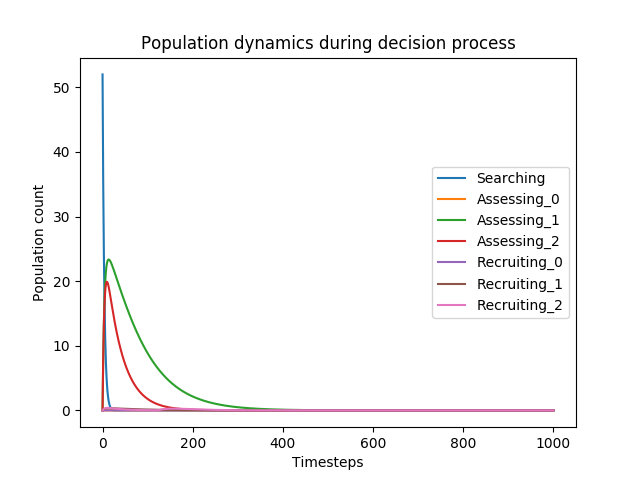 Population dynamics during decision process
Population count
50
40
30
20
10
0
0 200 400 600 800 1000
Timesteps
Searching
Assessing_0
Assessing_1
Assessing_2
Recruiting_0
Recruiting_1
Recruiting_2